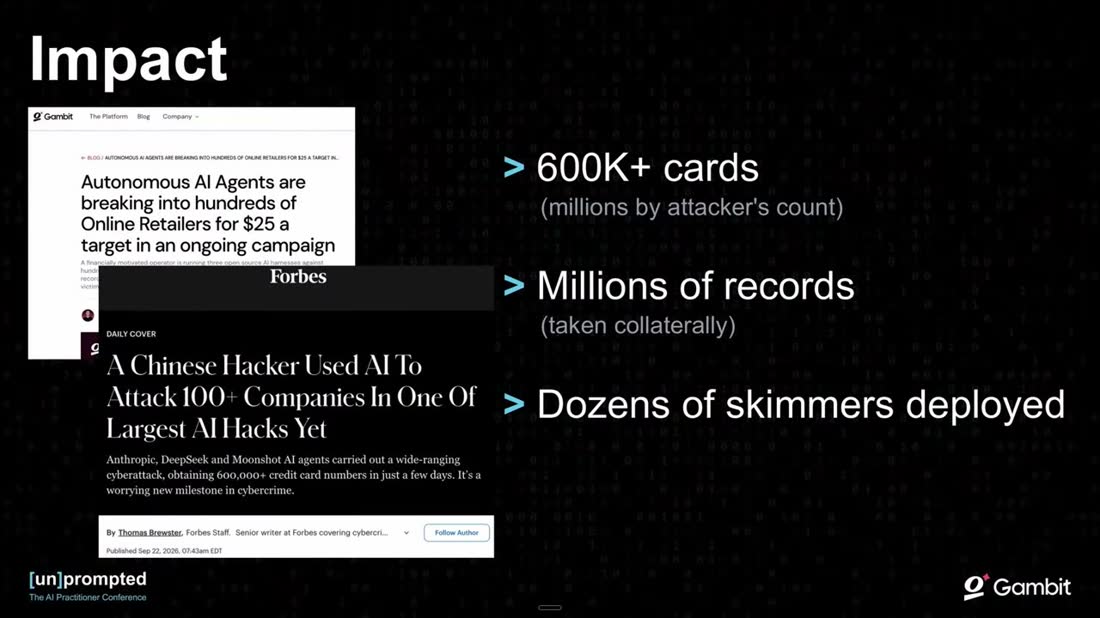 Impact
Gambit The Platform Blog Company
← BLOG / AUTONOMOUS AI AGENTS ARE BREAKING INTO HUNDREDS OF ONLINE RETAILERS FOR $25 A TARGET IN...
Autonomous AI Agents are
breaking into hundreds of
Online Retailers for $25 a
target in an ongoing campaign
A financially motivated operator is running three open source AI harnesses against
Forbes
DAILY COVER
A Chinese Hacker Used AI To
Attack 100+ Companies In One Of
Largest AI Hacks Yet
Anthropic, DeepSeek and Moonshot AI agents carried out a wide-ranging
cyberattack, obtaining 600,000+ credit card numbers in just a few days. It's a
worrying new milestone in cybercrime.
By Thomas Brewster, Forbes Staff. Senior writer at Forbes covering cybercri...
Follow Author
Published Sep 22, 2026, 07:43am EDT
> 600K+ cards
(millions by attacker's count)
> Millions of records
(taken collaterally)
> Dozens of skimmers deployed
[un]prompted
The AI Practitioner Conference
Gambit